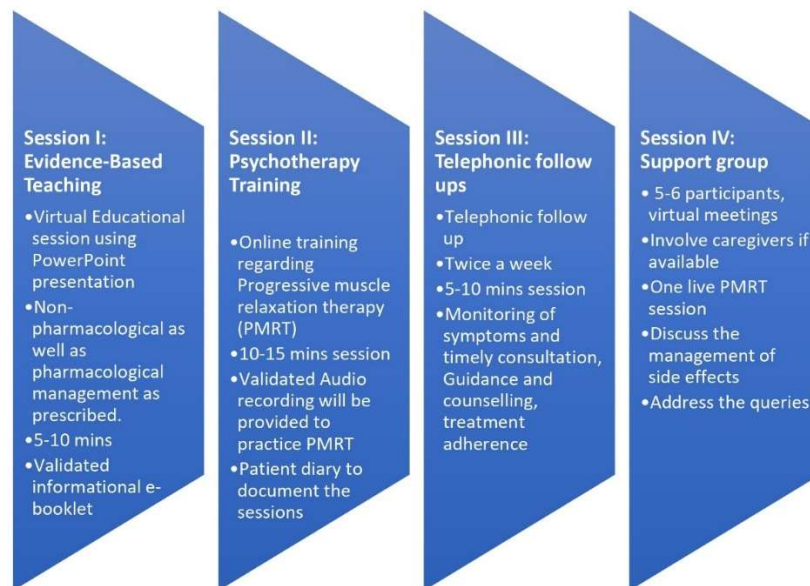 Session I:
Evidence-Based
Teaching
•Virtual Educational
session using
PowerPoint
presentation
•Non-
pharmacological as
well as
pharmacological
management as
prescribed.
•5-10 mins
•Validated
informational e-
booklet
Session II:
Psychotherapy
Training
•Online training
regarding
Progressive muscle
relaxation therapy
(PMRT)
•10-15 mins session
•Validated Audio
recording will be
provided to
practice PMRT
•Patient diary to
document the
sessions
Session III:
Telephonic follow
ups
•Telephonic follow
up
•Twice a week
•5-10 mins session
•Monitoring of
symptoms and
timely consultation,
Guidance and
counselling,
treatment
adherence
Session IV:
Support group
• 5-6 participants,
virtual meetings
•Involve caregivers if
available
•One live PMRT
session
•Discuss the
management of
side effects
•Address the queries